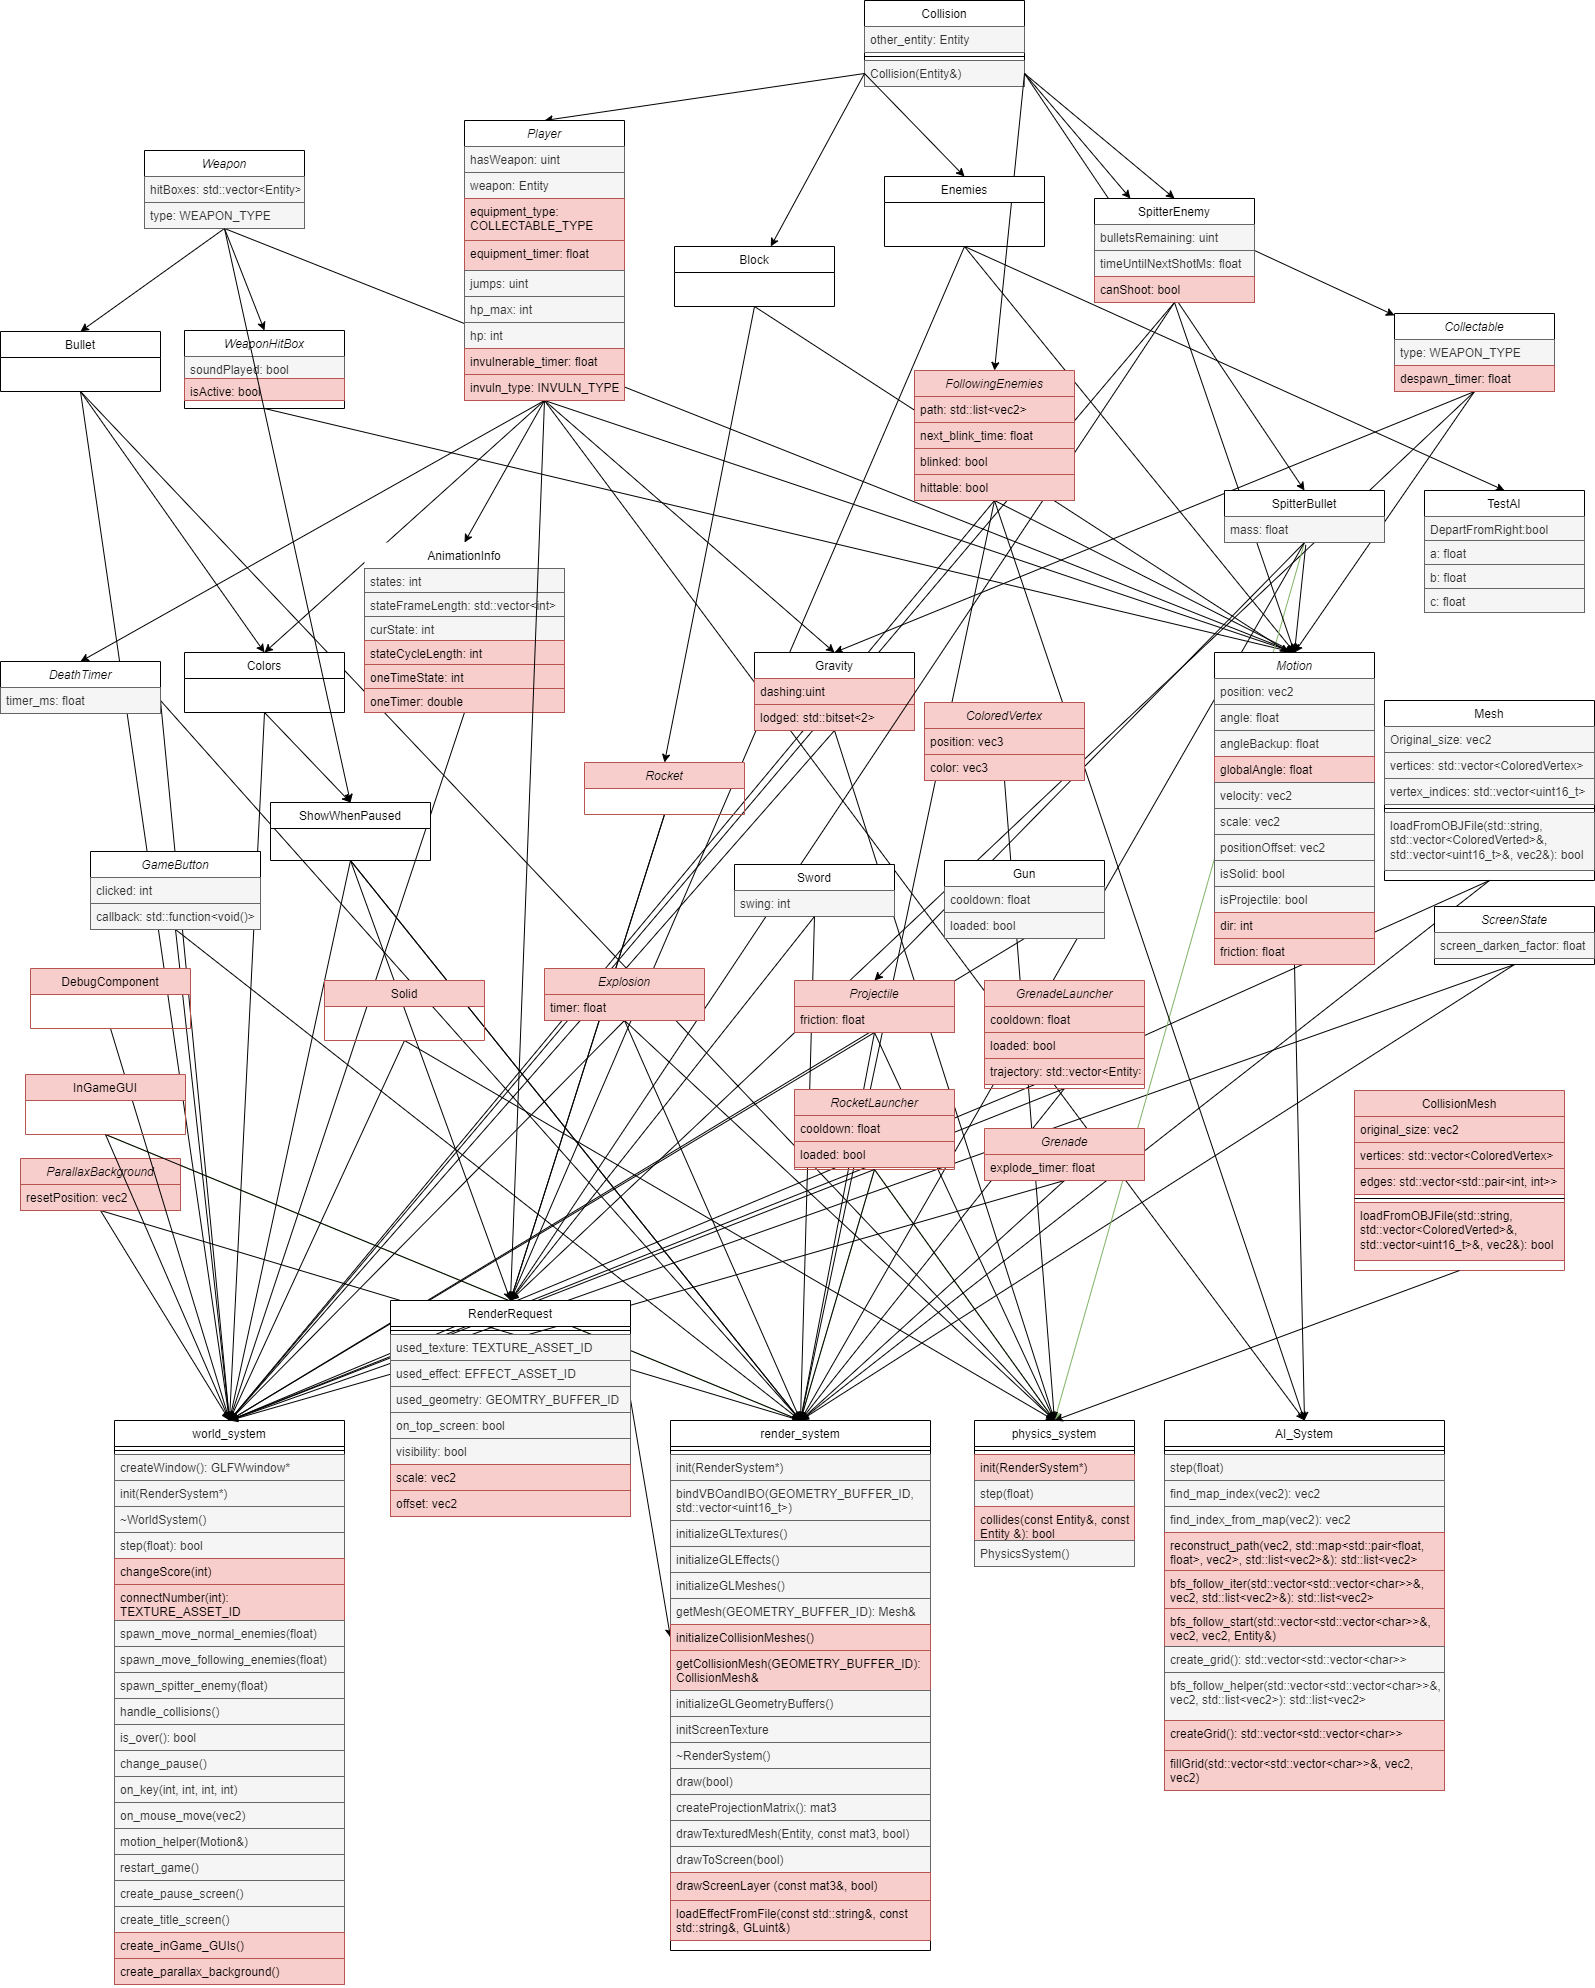 Collision
other_entity: Entity
Collision(Entity&)
Player
hasWeapon: uint
weapon: Entity
equipment_type:
COLLECTABLE_TYPE
equipment_timer: float
jumps: uint
hp_max: int
hp: int
invulnerable_timer: float
invuln_type: INVULN_TYPE
Weapon
hitBoxes: std::vector<Entity>
type: WEAPON_TYPE
Enemies
SpitterEnemy
bulletsRemaining: uint
timeUntilNextShotMs: float
canShoot: bool
Block
Bullet
WeaponHitBox
soundPlayed: bool
isActive: bool
Collectable
type: WEAPON_TYPE
despawn_timer: float
FollowingEnemies
path: std::list<vec2>
next_blink_time: float
blinked: bool
hittable: bool
SpitterBullet
mass: float
TestAI
DepartFromRight:bool
a: float
b: float
c: float
AnimationInfo
states: int
stateFrameLength: std::vector<int>
curState: int
stateCycleLength: int
oneTimeState: int
oneTimer: double
DeathTimer
timer_ms: float
Colors
Gravity
dashing:uint
lodged: std::bitset<2>
Motion
position: vec2
angle: float
angleBackup: float
globalAngle: float
velocity: vec2
scale: vec2
positionOffset: vec2
isSolid: bool
isProjectile: bool
dir: int
friction: float
ColoredVertex
position: vec3
color: vec3
Mesh
Original_size: vec2
vertices: std::vector<ColoredVertex>
vertex_indices: std::vector<uint16_t>
loadFromOBJFile(std::string,
std::vector<ColoredVerted>&,
std::vector<uint16_t>&, vec2&): bool
Rocket
ShowWhenPaused
GameButton
clicked: int
callback: std::function<void()>
Sword
swing: int
Gun
cooldown: float
loaded: bool
ScreenState
screen_darken_factor: float
DebugComponent
Solid
Explosion
timer: float
Projectile
friction: float
GrenadeLauncher
cooldown: float
loaded: bool
trajectory: std::vector<Entity:
InGameGUI
RocketLauncher
cooldown: float
loaded: bool
CollisionMesh
original_size: vec2
vertices: std::vector<ColoredVertex>
edges: std::vector<std::pair<int, int>>
loadFromOBJFile(std::string,
std::vector<ColoredVerted>&,
std::vector<uint16_t>&, vec2&): bool
Grenade
explode_timer: float
ParallaxBackground
resetPosition: vec2
RenderRequest
used_texture: TEXTURE_ASSET_ID
used_effect: EFFECT_ASSET_ID
used_geometry: GEOMTRY_BUFFER_ID
on_top_screen: bool
visibility: bool
scale: vec2
offset: vec2
world_system
createWindow(): GLFWwindow*
init(RenderSystem*)
~WorldSystem()
step(float): bool
changeScore(int)
connectNumber(int):
TEXTURE_ASSET_ID
spawn_move_normal_enemies(float)
spawn_move_following_enemies(float)
spawn_spitter_enemy(float)
handle_collisions()
is_over(): bool
change_pause()
on_key(int, int, int, int)
on_mouse_move(vec2)
motion_helper(Motion&)
restart_game()
create_pause_screen()
create_title_screen()
create_inGame_GUIs()
create_parallax_background()
render_system
init(RenderSystem*)
bindVBOandIBO(GEOMETRY_BUFFER_ID,
std::vector<uint16_t>)
initializeGLTextures()
initializeGLEffects()
initializeGLMeshes()
getMesh(GEOMETRY_BUFFER_ID): Mesh&
initializeCollisionMeshes()
getCollisionMesh(GEOMETRY_BUFFER_ID):
CollisionMesh&
initializeGLGeometryBuffers()
initScreenTexture
~RenderSystem()
draw(bool)
createProjectionMatrix(): mat3
drawTexturedMesh(Entity, const mat3, bool)
drawToScreen(bool)
drawScreenLayer (const mat3&, bool)
loadEffectFromFile(const std::string&, const
std::string&, GLuint&)
physics_system
init(RenderSystem*)
step(float)
collides(const Entity&, const
Entity &): bool
PhysicsSystem()
AI_System
step(float)
find_map_index(vec2): vec2
find_index_from_map(vec2): vec2
reconstruct_path(vec2, std::map<std::pair<float,
float>, vec2>, std::list<vec2>&): std::list<vec2>
bfs_follow_iter(std::vector<std::vector<char>>&,
vec2, std::list<vec2>&): std::list<vec2>
bfs_follow_start(std::vector<std::vector<char>>&,
vec2, vec2, Entity&)
create_grid(): std::vector<std::vector<char>>
bfs_follow_helper(std::vector<std::vector<char>>&,
vec2, std::list<vec2>): std::list<vec2>
createGrid(): std::vector<std::vector<char>>
fillGrid(std::vector<std::vector<char>>&, vec2,
vec2)